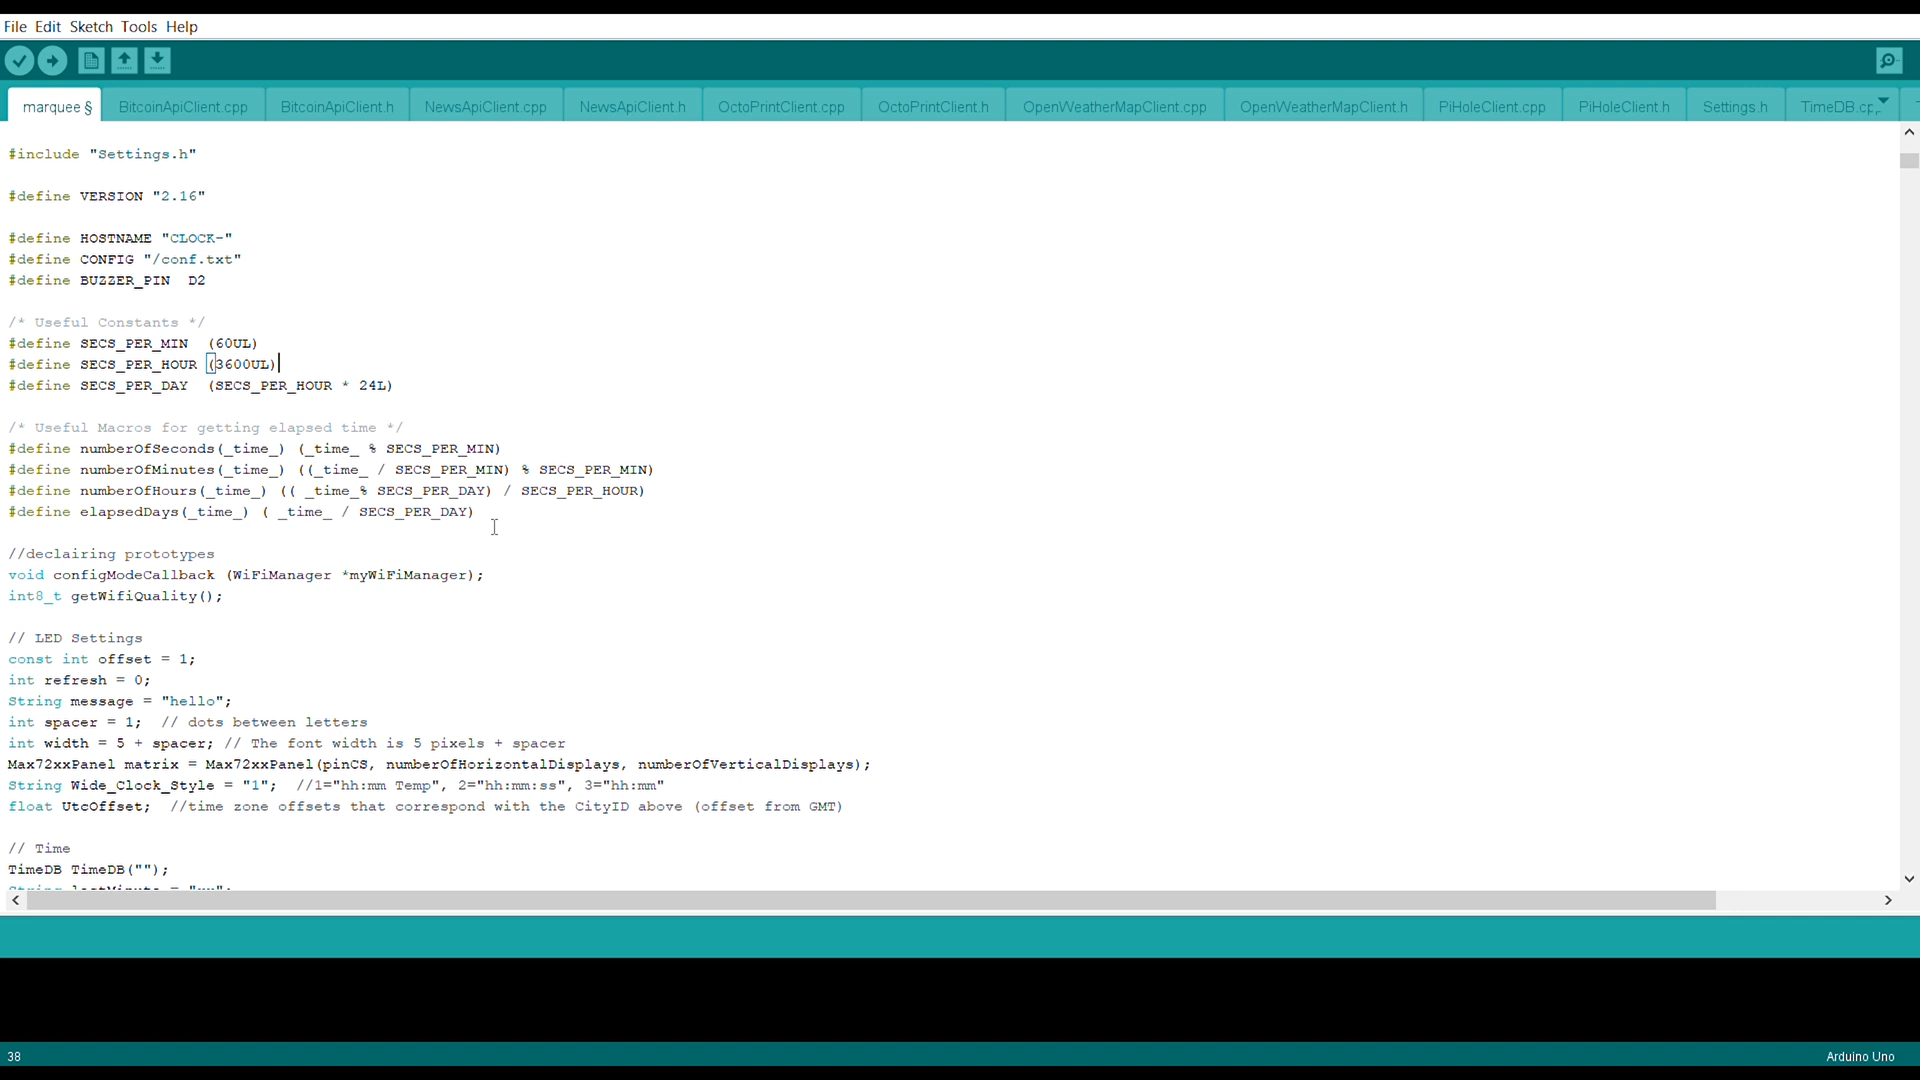 File Edit Sketch Tools Help
marquee § BitcoinApiClient.cpp BitcoinApiClient.h NewsApiClient.cpp NewsApiClient.h OctoPrintClient.cpp OctoPrintClient.h OpenWeatherMapClient.cpp OpenWeatherMapClient.h PiHoleClient.cpp PiHoleClient.h Settings.h
#include "Settings.h"
#define VERSION "2.16"
#define HOSTNAME "CLOCK-"
#define CONFIG "/conf.txt"
#define BUZZER_PIN  D2
/* Useful Constants */
#define SECS_PER_MIN  (60UL)
#define SECS_PER_HOUR (3600UL)
#define SECS_PER_DAY  (SECS_PER_HOUR * 24L)
/* Useful Macros for getting elapsed time */
#define numberOfSeconds(_time_) (_time_ % SECS_PER_MIN)
#define numberOfMinutes(_time_) ((_time_ / SECS_PER_MIN) % SECS_PER_MIN)
#define numberOfHours(_time_) (( _time_% SECS_PER_DAY) / SECS_PER_HOUR)
#define elapsedDays(_time_) ( _time_ / SECS_PER_DAY)
//declairing prototypes
void configModeCallback (WiFiManager *myWiFiManager);
int8_t getWifiQuality();
// LED Settings
const int offset = 1;
int refresh = 0;
String message = "hello";
int spacer = 1;  // dots between letters
int width = 5 + spacer; // The font width is 5 pixels + spacer
Max72xxPanel matrix = Max72xxPanel(pinCS, numberOfHorizontalDisplays, numberOfVerticalDisplays);
String Wide_Clock_Style = "1";  //1="hh:mm Temp", 2="hh:mm:ss", 3="hh:mm"
float UtcOffset;  //time zone offsets that correspond with the CityID above (offset from GMT)
// Time
TimeDB TimeDB("");
38
Arduino Uno